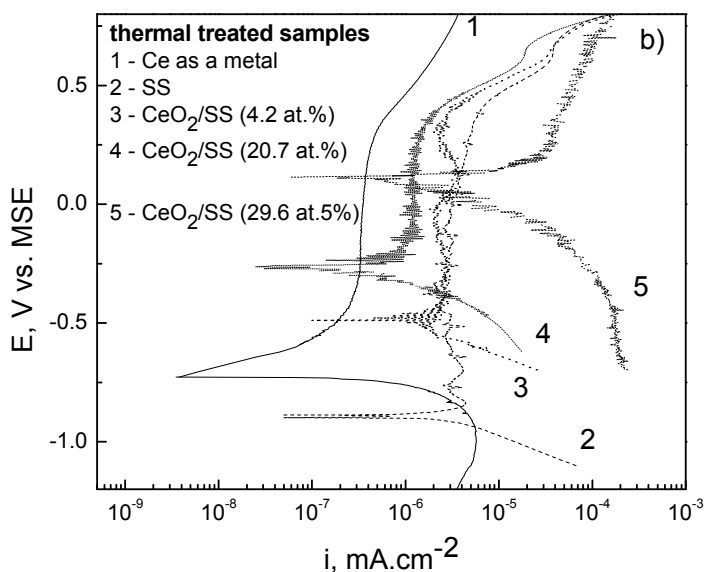 thermal treated samples
1 - Ce as a metal
2 - SS
3 - CeO2/SS (4.2 at.%)
4 - CeO2/SS (20.7 at.%)
5 - CeO2/SS (29.6 at.5%)
1
b)
5
4
3
2
0.5
0.0
-0.5
-1.0
E, V vs. MSE
10-9
10-8
10-7
10-6
10-5
10-4
10-3
i, mA.cm-2